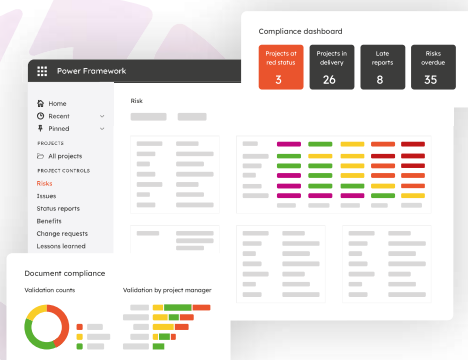 Compliance dashboard
Projects at
red status
3
Projects in
delivery
26
Late
reports
8
Risks
overdue
35
Power Framework
Home
Recent
Pinned
PROJECTS
All projects
PROJECT CONTROLS
Risks
Issues
Status reports
Benefits
Change requests
Lessons learned
Risk
Document compliance
Validation counts
Validation by project manager